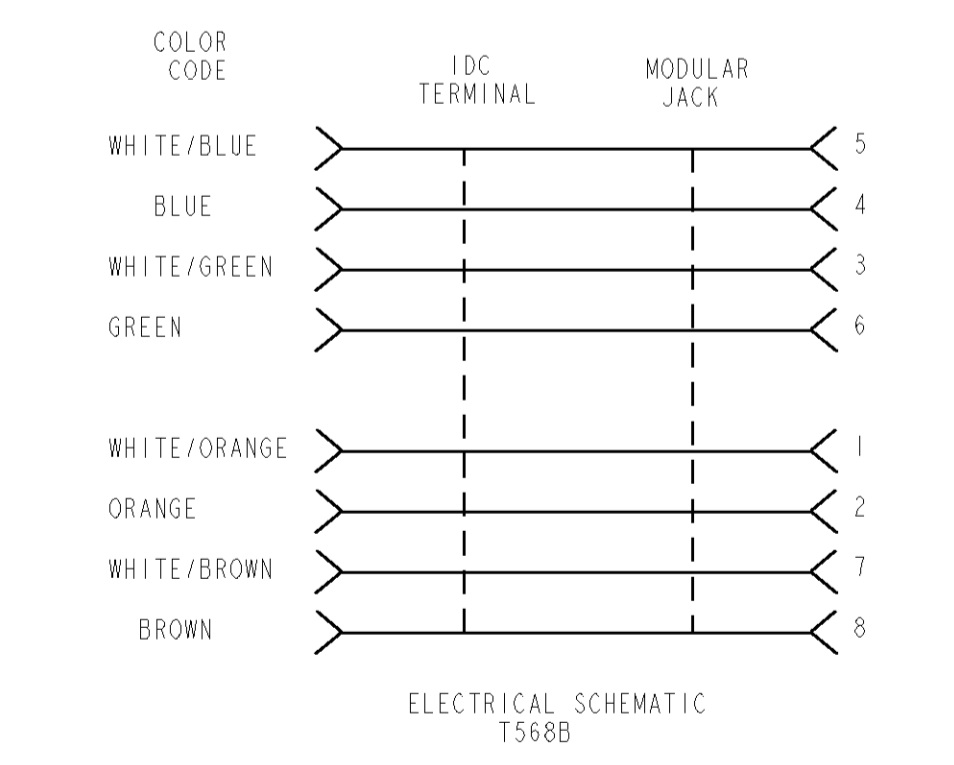 COLOR
CODE
IDC
TERMINAL
MODULAR
JACK
WHITE/BLUE 5
BLUE 4
WHITE/GREEN 3
GREEN 6
WHITE/ORANGE 1
ORANGE 2
WHITE/BROWN 7
BROWN 8
ELECTRICAL SCHEMATIC
T568B